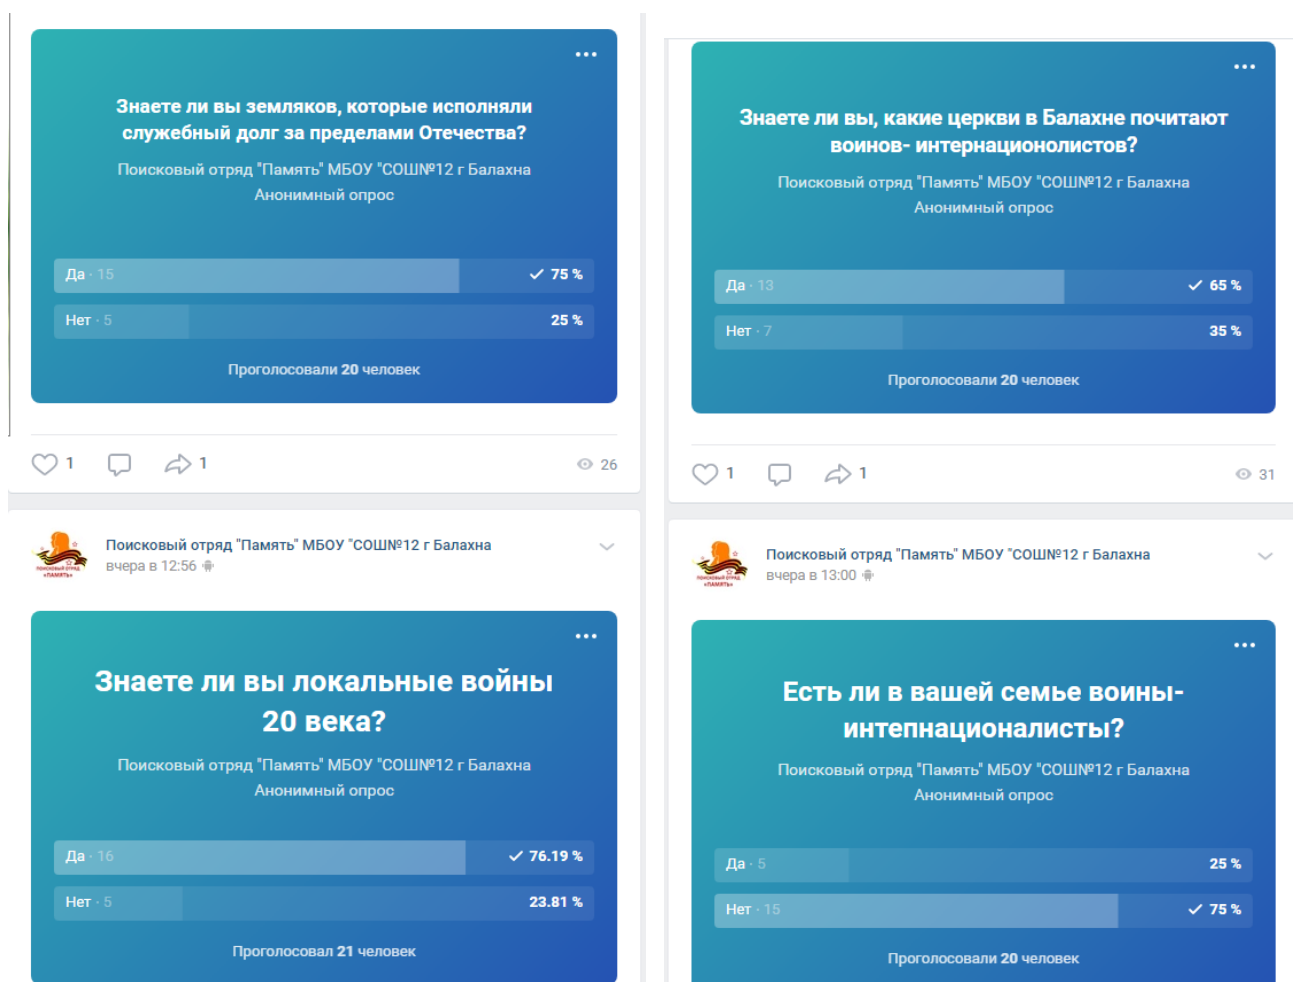 Знаете ли вы земляков, которые исполняли
служебный долг за пределами Отечества?
Поисковый отряд "Память" МБОУ "СОШ№12 г Балахна
Анонимный опрос
Да · 15
75 %
Нет · 5
25 %
Проголосовали 20 человек
1
1
26
Поисковый отряд "Память" МБОУ "СОШ№12 г Балахна
вчера в 12:56
ПОИСКОВЫЙ ОТРЯД
«ПАМЯТЬ»
Знаете ли вы локальные войны
20 века?
Поисковый отряд "Память" МБОУ "СОШ№12 г Балахна
Анонимный опрос
Да · 16
76.19 %
Нет · 5
23.81 %
Проголосовал 21 человек
Знаете ли вы, какие церкви в Балахне почитают
воинов- интернационолистов?
Поисковый отряд "Память" МБОУ "СОШ№12 г Балахна
Анонимный опрос
Да · 13
65 %
Нет · 7
35 %
Проголосовали 20 человек
1
1
31
Поисковый отряд "Память" МБОУ "СОШ№12 г Балахна
вчера в 13:00
ПОИСКОВЫЙ ОТРЯД
«ПАМЯТЬ»
Есть ли в вашей семье воины-
интепнационалисты?
Поисковый отряд "Память" МБОУ "СОШ№12 г Балахна
Анонимный опрос
Да · 5
25 %
Нет · 15
75 %
Проголосовали 20 человек